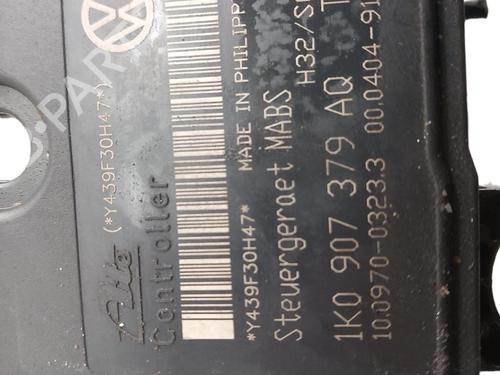 (*Y439F30H47*)
Ate
Controller
*Y439F30H47* MADE IN PHILIPP
Steuergeraet MABS H32/S
1K0 907 379 AQ T
10.0970-0323.3 00.0404-91